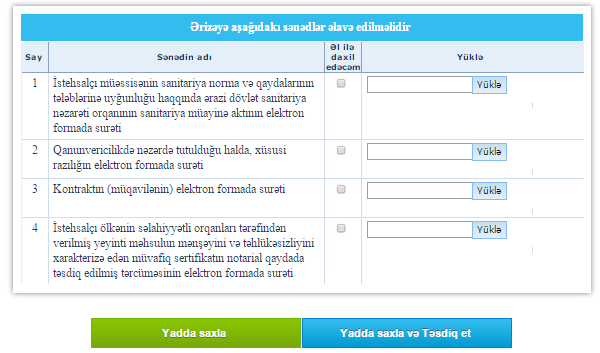 Ərizəyə aşağıdakı sənədlər əlavə edilməlidir
Say
Sənədin adı
Əl ilə
daxil
edəcəm
Yüklə
1
İstehsalçı müəssisənin sanitariya norma və qaydalarının
tələblərinə uyğunluğu haqqında ərazi dövlət sanitariya
nəzarəti orqanının sanitariya müayinə aktının elektron
formada surəti
Yüklə
2
Qanunvericilikdə nəzərdə tutulduğu halda, xüsusi
razılığın elektron formada surəti
Yüklə
3
Kontraktın (müqavilənin) elektron formada surəti
Yüklə
4
İstehsalçı ölkənin səlahiyyətli orqanları tərəfindən
verilmiş yeyinti məhsulun mənşəyini və təhlükəsizliyini
xarakterizə edən müvafiq sertifikatın notarial qaydada
təsdiq edilmiş tərcüməsinin elektron formada surəti
Yüklə
Yadda saxla
Yadda saxla və Təsdiq et